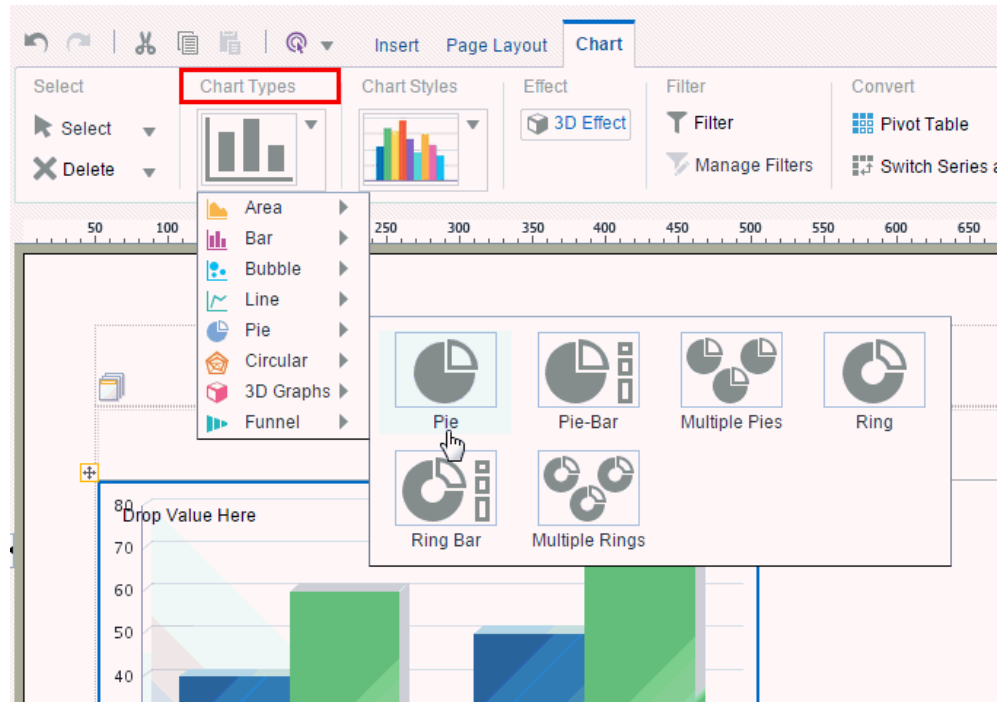 Insert Page Layout Chart
Select Chart Types Chart Styles Effect Filter Convert
Select 3D Effect Filter Pivot Table
Delete Manage Filters Switch Series
50 100 250 300 350 400 450 500 550 600 650
Area
Bar
Bubble
Line
Pie
Circular
3D Graphs
Funnel
Pie Pie-Bar Multiple Pies Ring
Ring Bar Multiple Rings
80
Drop Value Here
70
60
50
40